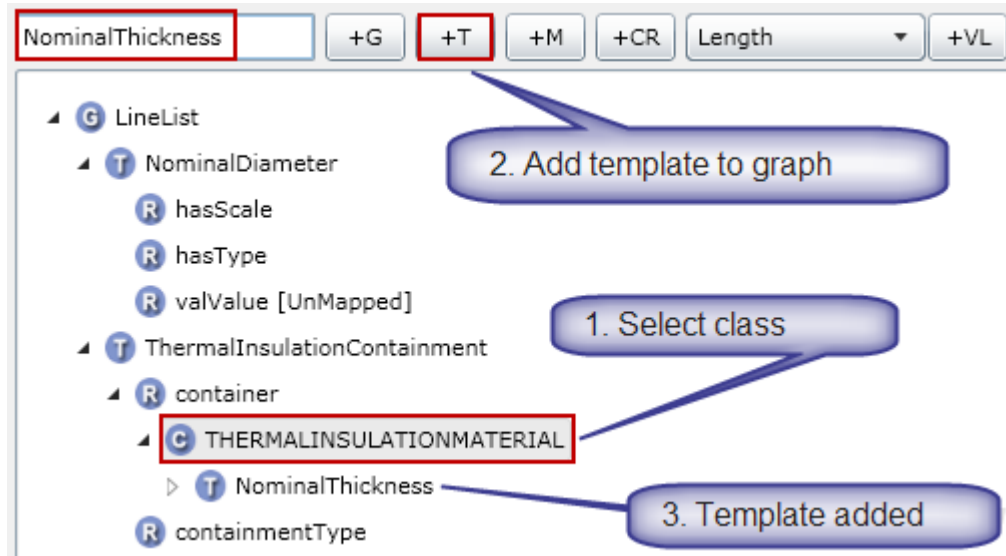 NominalThickness +G +T +M +CR Length +VL
G LineList
T NominalDiameter
2. Add template to graph
R hasScale
R hasType
R valValue [UnMapped]
1. Select class
T ThermalInsulationContainment
R container
C THERMALINSULATIONMATERIAL
T NominalThickness
3. Template added
R containmentType